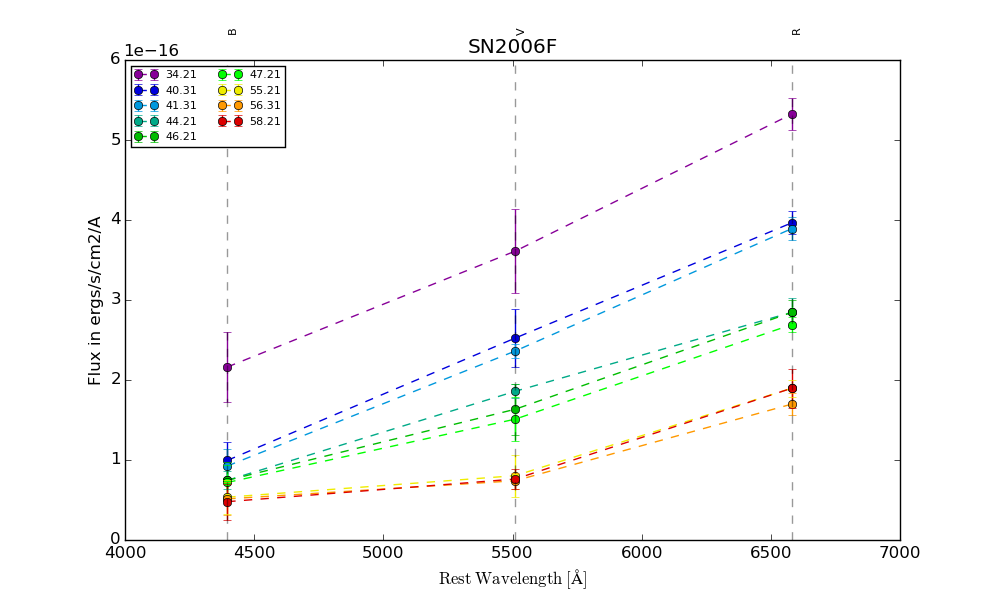 B V R
1e−16 SN2006F
34.21 47.21
40.31 55.21
41.31 56.31
44.21 58.21
46.21
6
5
4
3
2
1
0
Flux in ergs/s/cm2/A
4000 4500 5000 5500 6000 6500 7000
Rest Wavelength [Å]